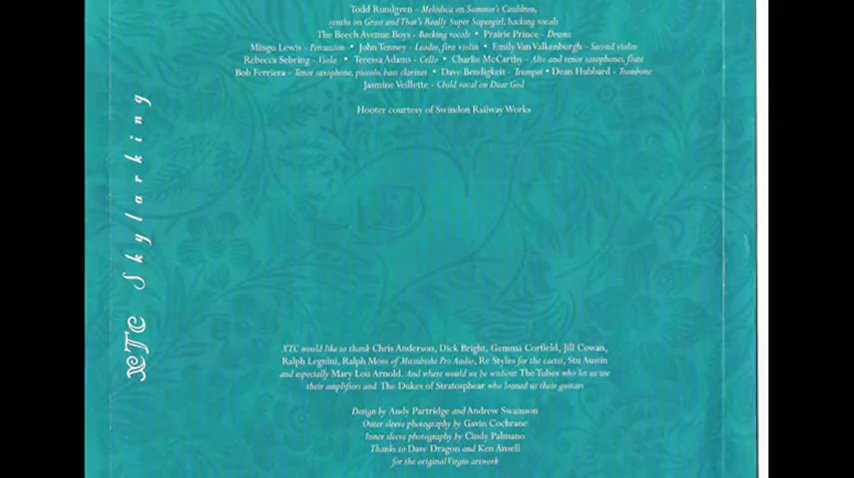 Todd Rundgren - Melodica on Summer's Cauldron,
synths on Grass and That's Really Super Supergirl, backing vocals
The Beech Avenue Boys - Backing vocals • Prairie Prince - Drums
Mingo Lewis - Percussion • John Tenney - Leader, first violin • Emily Van Valkenburgh - Second violin
Rebecca Sebring - Viola • Teressa Adams - Cello • Charlie McCarthy - Alto and tenor saxophones, flute
Bob Ferriera - Tenor saxophone, piccolo, bass clarinet • Dave Bendigkeit - Trumpet • Dean Hubbard - Trombone
Jasmine Veillette - Child vocal on Dear God
Hooter courtesy of Swindon Railway Works
XTC Skylarking
XTC would like to thank Chris Anderson, Dick Bright, Gemma Corfield, Jill Cowan,
Ralph Legnini, Ralph Moss of Mitsubishi Pro Audio, Re Styles for the cactus, Stu Austin
and especially Mary Lou Arnold. And where would we be without The Tubes who let us use
their amplifiers and The Dukes of Stratosphear who loaned us their guitars
Design by Andy Partridge and Andrew Swainson
Outer sleeve photography by Gavin Cochrane
Inner sleeve photography by Cindy Palmano
Thanks to Dave Dragon and Ken Ansell
for the original Virgin artwork